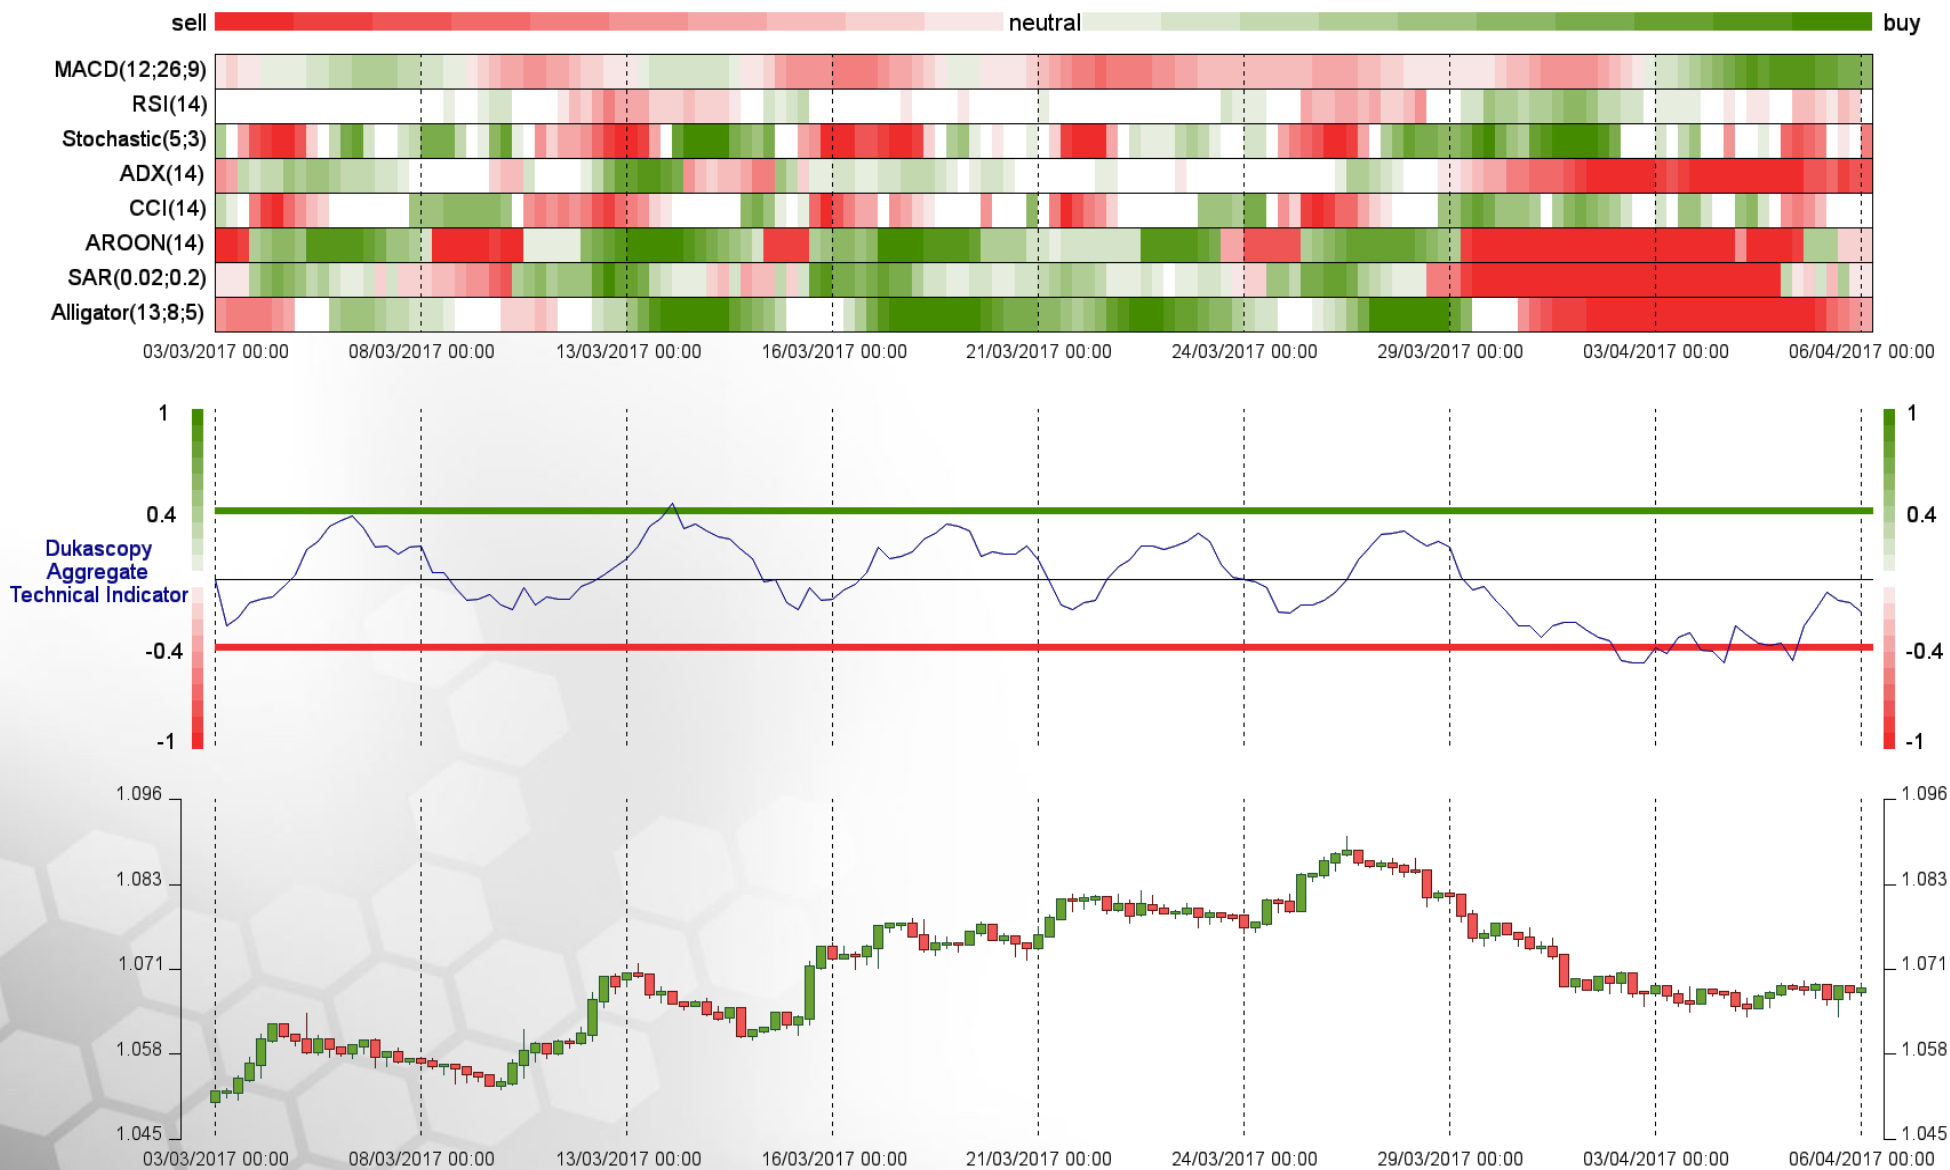 sell neutral buy
MACD(12;26;9)
RSI(14)
Stochastic(5;3)
ADX(14)
CCI(14)
AROON(14)
SAR(0.02;0.2)
Alligator(13;8;5)
03/03/2017 00:00 08/03/2017 00:00 13/03/2017 00:00 16/03/2017 00:00 21/03/2017 00:00 24/03/2017 00:00 29/03/2017 00:00 03/04/2017 00:00 06/04/2017 00:00
1 1
0.4 0.4
Dukascopy
Aggregate
Technical Indicator
-0.4 -0.4
-1 -1
1.096 1.096
1.083 1.083
1.071 1.071
1.058 1.058
1.045 1.045
03/03/2017 00:00 08/03/2017 00:00 13/03/2017 00:00 16/03/2017 00:00 21/03/2017 00:00 24/03/2017 00:00 29/03/2017 00:00 03/04/2017 00:00 06/04/2017 00:00